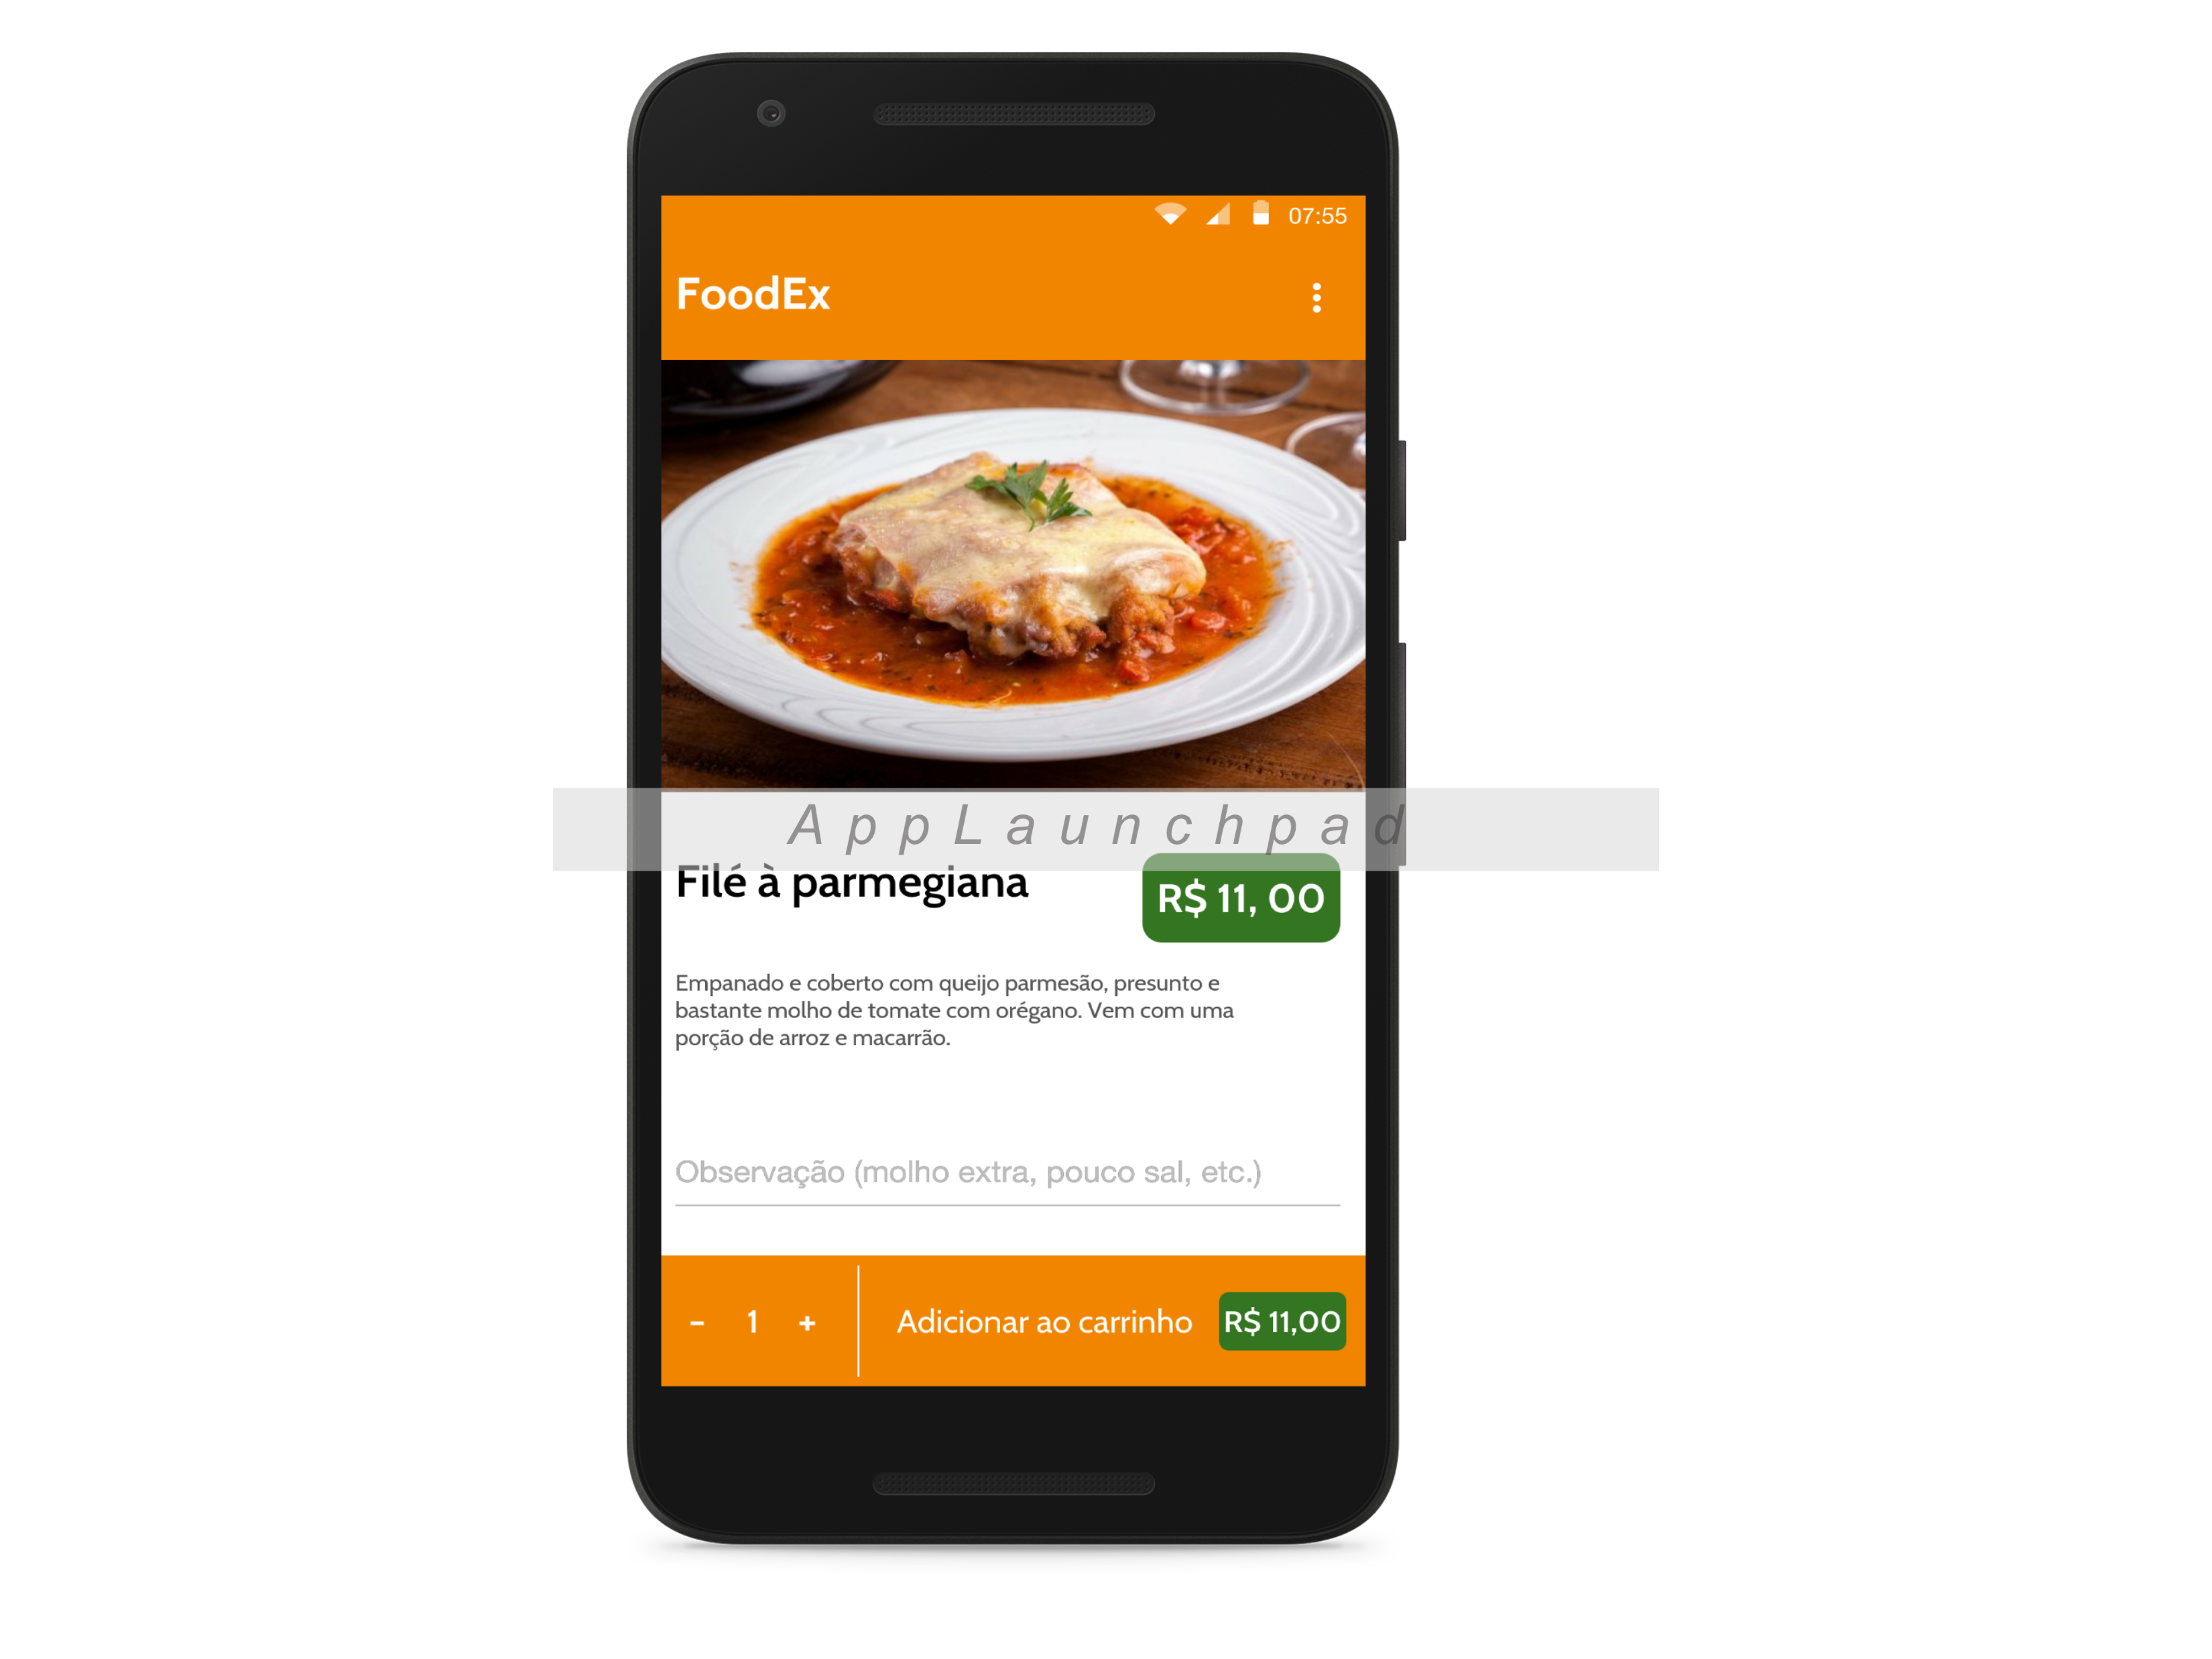 07:55
FoodEx
AppLaunchpad
Filé à parmegiana
R$ 11, 00
Empanado e coberto com queijo parmesão, presunto e
bastante molho de tomate com orégano. Vem com uma
porção de arroz e macarrão.
Observação (molho extra, pouco sal, etc.)
- 1 + Adicionar ao carrinho R$ 11,00